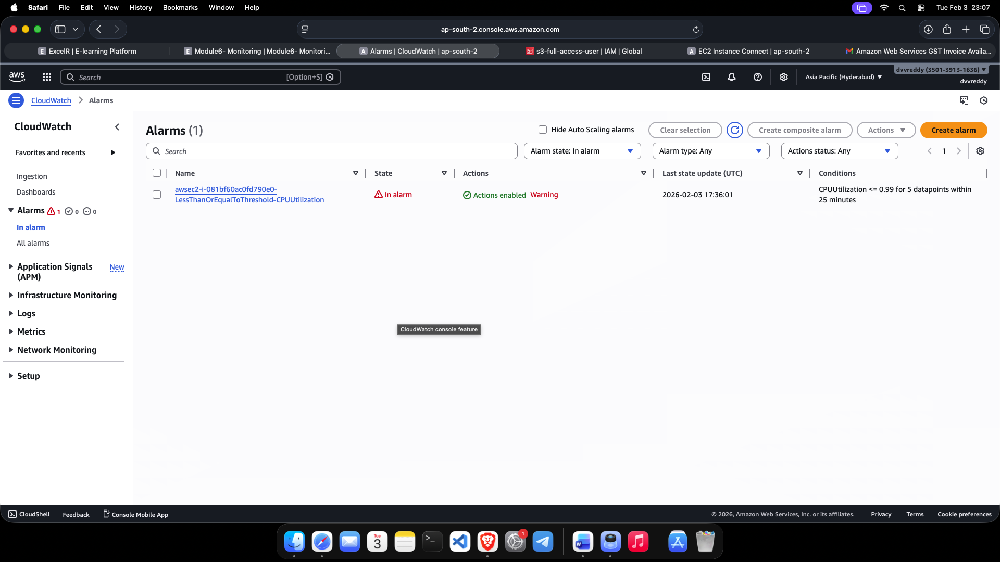 Safari File Edit View History Bookmarks Window Help Tue Feb 3 23:07
ap-south-2.console.aws.amazon.com
E ExcelR | E-learning Platform E Module6- Monitoring | Module6- Monitori... A Alarms | CloudWatch | ap-south-2 s3-full-access-user | IAM | Global A EC2 Instance Connect | ap-south-2 Amazon Web Services GST Invoice Availa...
aws Search [Option+S] Asia Pacific (Hyderabad) dvvreddy (3501-3913-1636)
dvvreddy
CloudWatch Alarms
CloudWatch
Favorites and recents
Ingestion
Dashboards
Alarms 1 0 0
In alarm
All alarms
Application Signals New
(APM)
Infrastructure Monitoring
Logs
Metrics
Network Monitoring
Setup
Alarms (1) Hide Auto Scaling alarms Clear selection Create composite alarm Actions Create alarm
Search Alarm state: In alarm Alarm type: Any Actions status: Any 1
Name State Actions Last state update (UTC) Conditions
awsec2-i-081bf60ac0fd790e0-
LessThanOrEqualToThreshold-CPUUtilization
In alarm
Actions enabled Warning
2026-02-03 17:36:01
CPUUtilization <= 0.99 for 5 datapoints within
25 minutes
CloudWatch console feature
CloudShell Feedback Console Mobile App © 2026, Amazon Web Services, Inc. or its affiliates. Privacy Terms Cookie preferences
Tue
3
>_
1
W